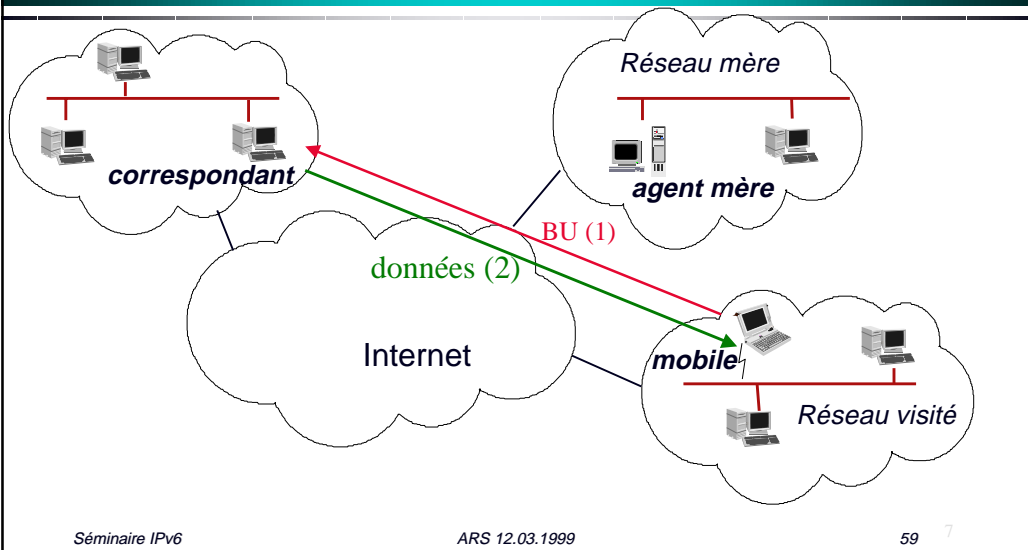 Réseau mère
correspondant
agent mère
BU (1)
données (2)
Internet
mobile
Réseau visité
Séminaire IPv6
ARS 12.03.1999
59
7